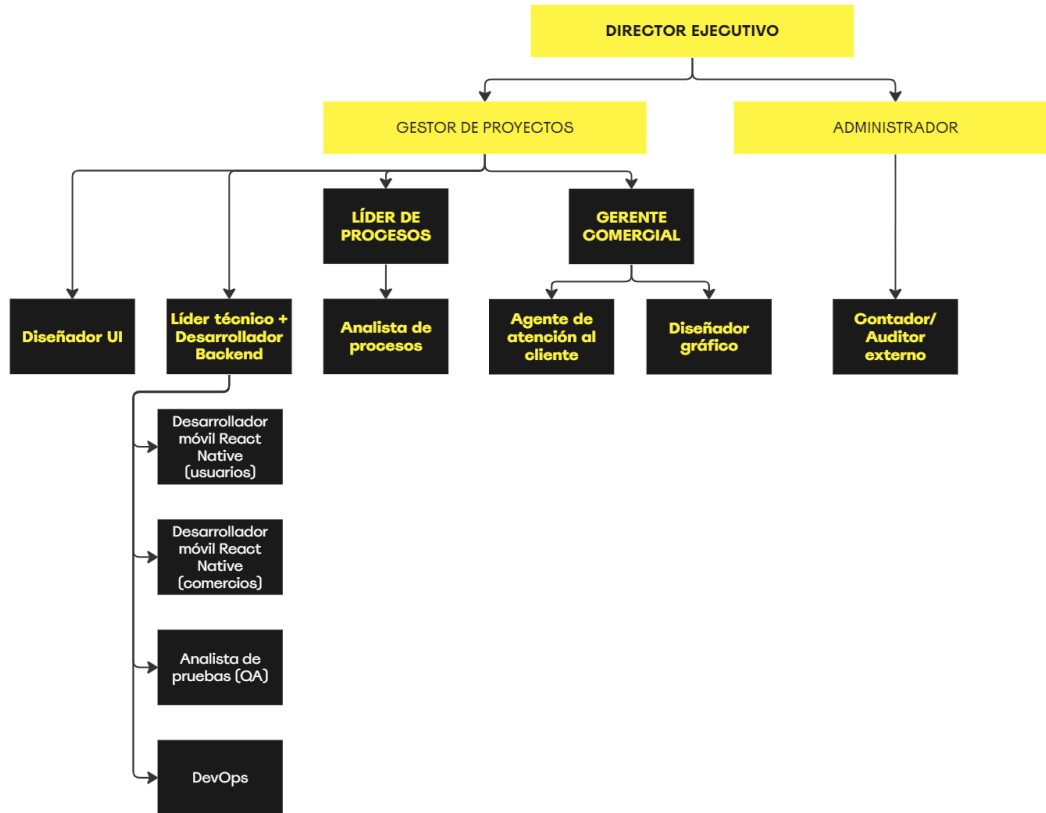 DIRECTOR EJECUTIVO
GESTOR DE PROYECTOS
ADMINISTRADOR
LÍDER DE
PROCESOS
GERENTE
COMERCIAL
Diseñador UI
Líder técnico +
Desarrollador
Backend
Analista de
procesos
Agente de
atención al
cliente
Diseñador
gráfico
Contador/
Auditor
externo
Desarrollador
móvil React
Native
(usuarios)
Desarrollador
móvil React
Native
(comercios)
Analista de
pruebas (QA)
DevOps